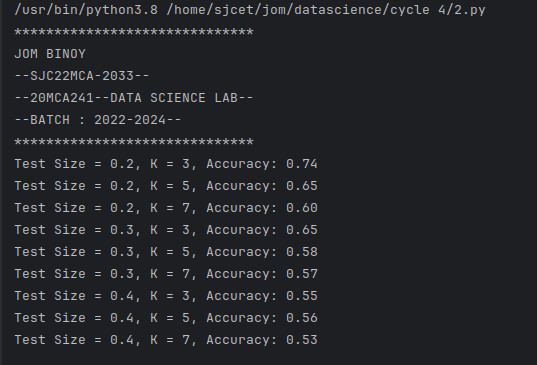 /usr/bin/python3.8 /home/sjcet/jom/datascience/cycle 4/2.py
******************************
JOM BINOY
--SJC22MCA-2033--
--20MCA241--DATA SCIENCE LAB--
--BATCH : 2022-2024--
******************************
Test Size = 0.2, K = 3, Accuracy: 0.74
Test Size = 0.2, K = 5, Accuracy: 0.65
Test Size = 0.2, K = 7, Accuracy: 0.60
Test Size = 0.3, K = 3, Accuracy: 0.65
Test Size = 0.3, K = 5, Accuracy: 0.58
Test Size = 0.3, K = 7, Accuracy: 0.57
Test Size = 0.4, K = 3, Accuracy: 0.55
Test Size = 0.4, K = 5, Accuracy: 0.56
Test Size = 0.4, K = 7, Accuracy: 0.53